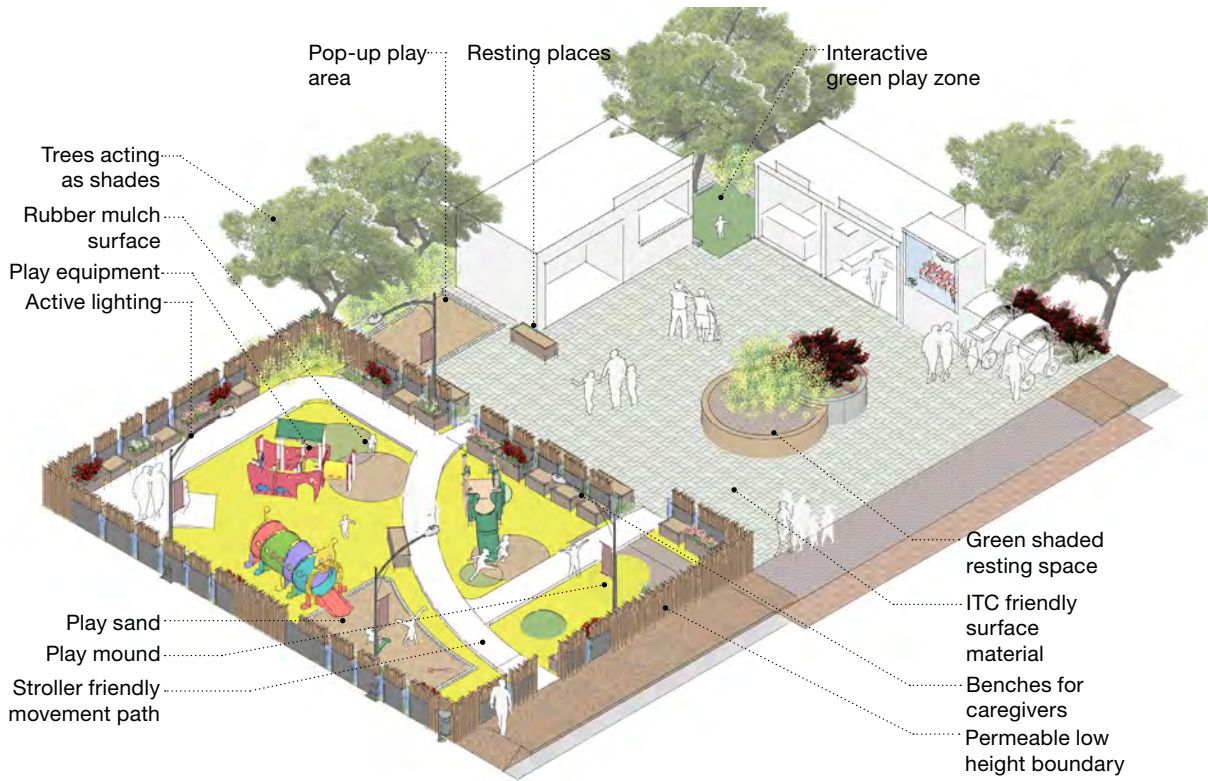 Pop-up play
area
Resting places
Interactive
green play zone
Trees acting
as shades
Rubber mulch
surface
Play equipment
Active lighting
Play sand
Play mound
Stroller friendly
movement path
Green shaded
resting space
ITC friendly
surface
material
Benches for
caregivers
Permeable low
height boundary